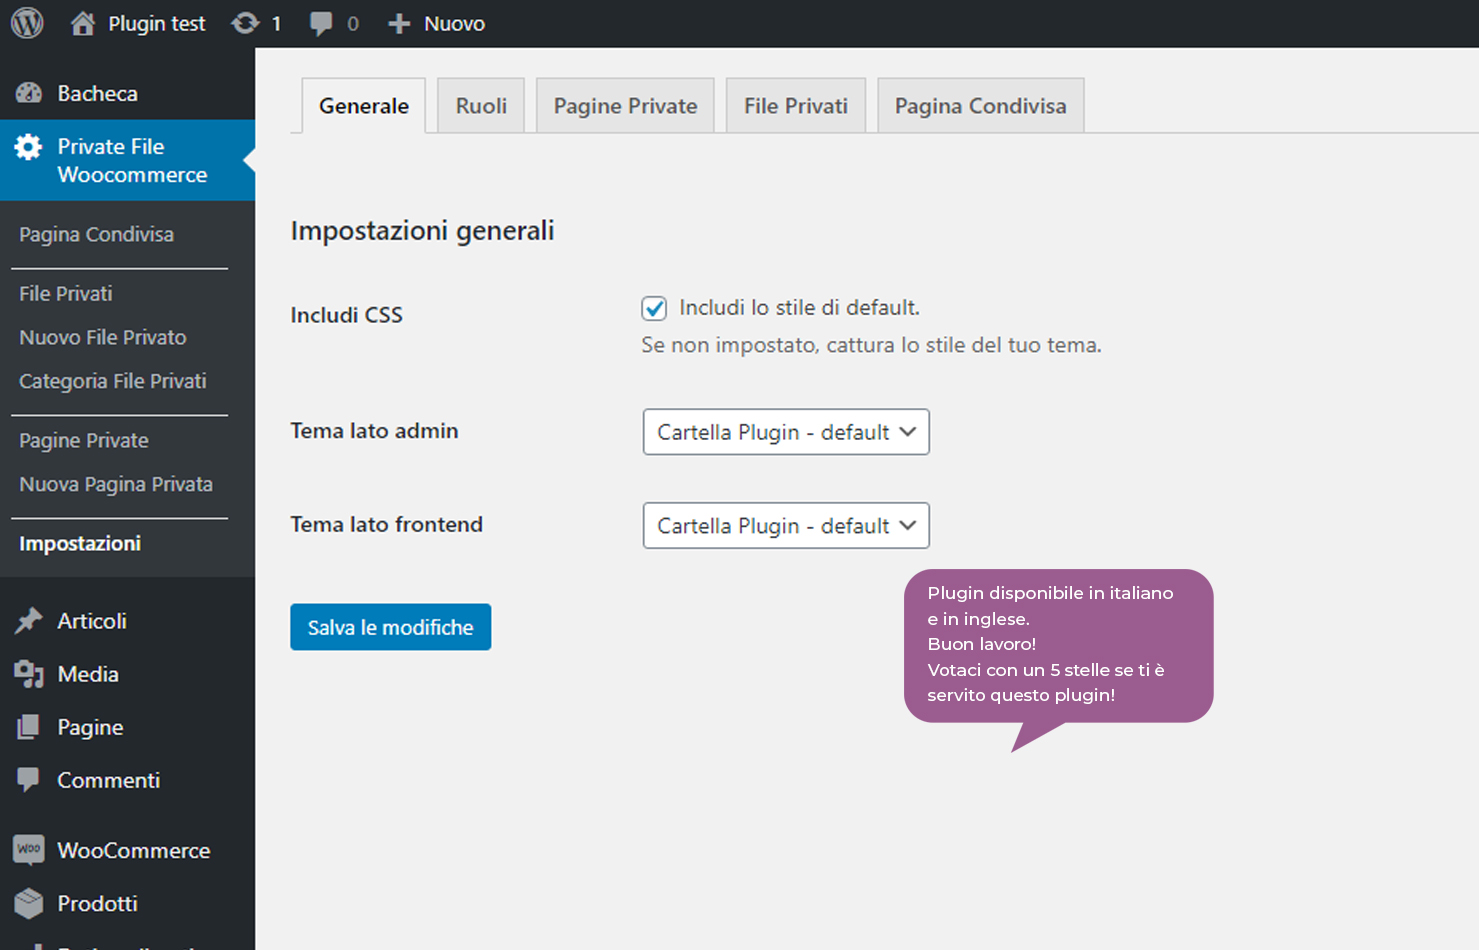 Plugin test 1 0 Nuovo
Bacheca
Private File
Woocommerce
Pagina Condivisa
File Privati
Nuovo File Privato
Categoria File Privati
Pagine Private
Nuova Pagina Privata
Impostazioni
Articoli
Media
Pagine
Commenti
WOO WooCommerce
Prodotti
Generale Ruoli Pagine Private File Privati Pagina Condivisa
Impostazioni generali
Includi CSS
Includi lo stile di default.
Se non impostato, cattura lo stile del tuo tema.
Tema lato admin
Cartella Plugin - default
Tema lato frontend
Cartella Plugin - default
Salva le modifiche
Plugin disponibile in italiano
e in inglese.
Buon lavoro!
Votaci con un 5 stelle se ti è
servito questo plugin!